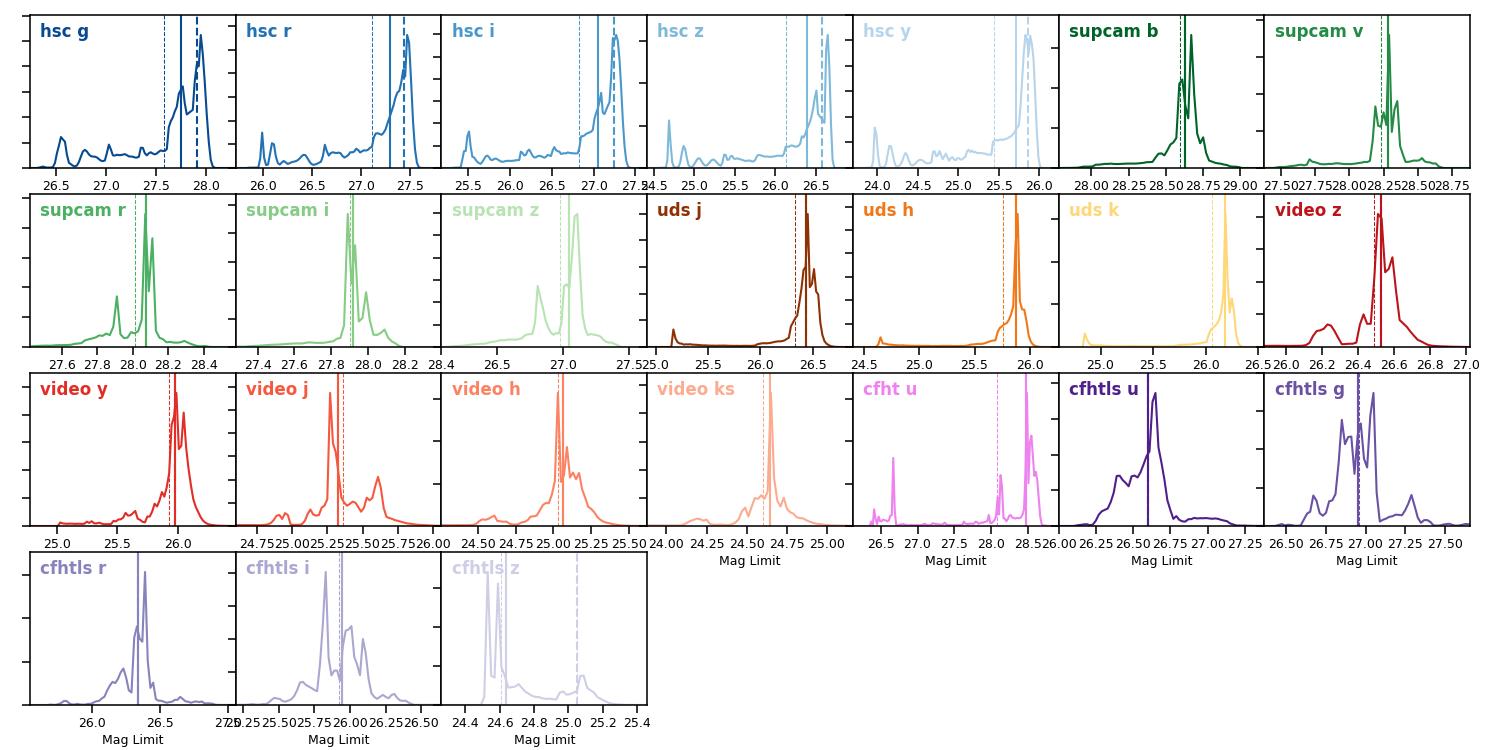 hsc g hsc r hsc i hsc z hsc y supcam b supcam v
26.5 27.0 27.5 28.0 26.0 26.5 27.0 27.5 25.5 26.0 26.5 27.0 27.5 24.5 25.0 25.5 26.0 26.5 24.0 24.5 25.0 25.5 26.0 28.00 28.25 28.50 28.75 29.00 27.50 27.75 28.00 28.25 28.50 28.75
supcam r supcam i supcam z uds j uds h uds k video z
27.6 27.8 28.0 28.2 28.4 27.4 27.6 27.8 28.0 28.2 28.4 26.5 27.0 27.5 25.0 25.5 26.0 26.5 24.5 25.0 25.5 26.0 26.5 25.0 25.5 26.0 26.5 26.0 26.2 26.4 26.6 26.8 27.0
video y video j video h video ks cfht u cfhtls u cfhtls g
25.0 25.5 26.0 24.75 25.00 25.25 25.50 25.75 26.00 24.50 24.75 25.00 25.25 25.50 24.00 24.25 24.50 24.75 25.00 26.5 27.0 27.5 28.0 28.5 26.00 26.25 26.50 26.75 27.00 27.25 26.50 26.75 27.00 27.25 27.50
Mag Limit Mag Limit Mag Limit Mag Limit
cfhtls r cfhtls i cfhtls z
26.0 26.5 27.0 25.25 25.50 25.75 26.00 26.25 26.50 24.4 24.6 24.8 25.0 25.2 25.4
Mag Limit Mag Limit Mag Limit